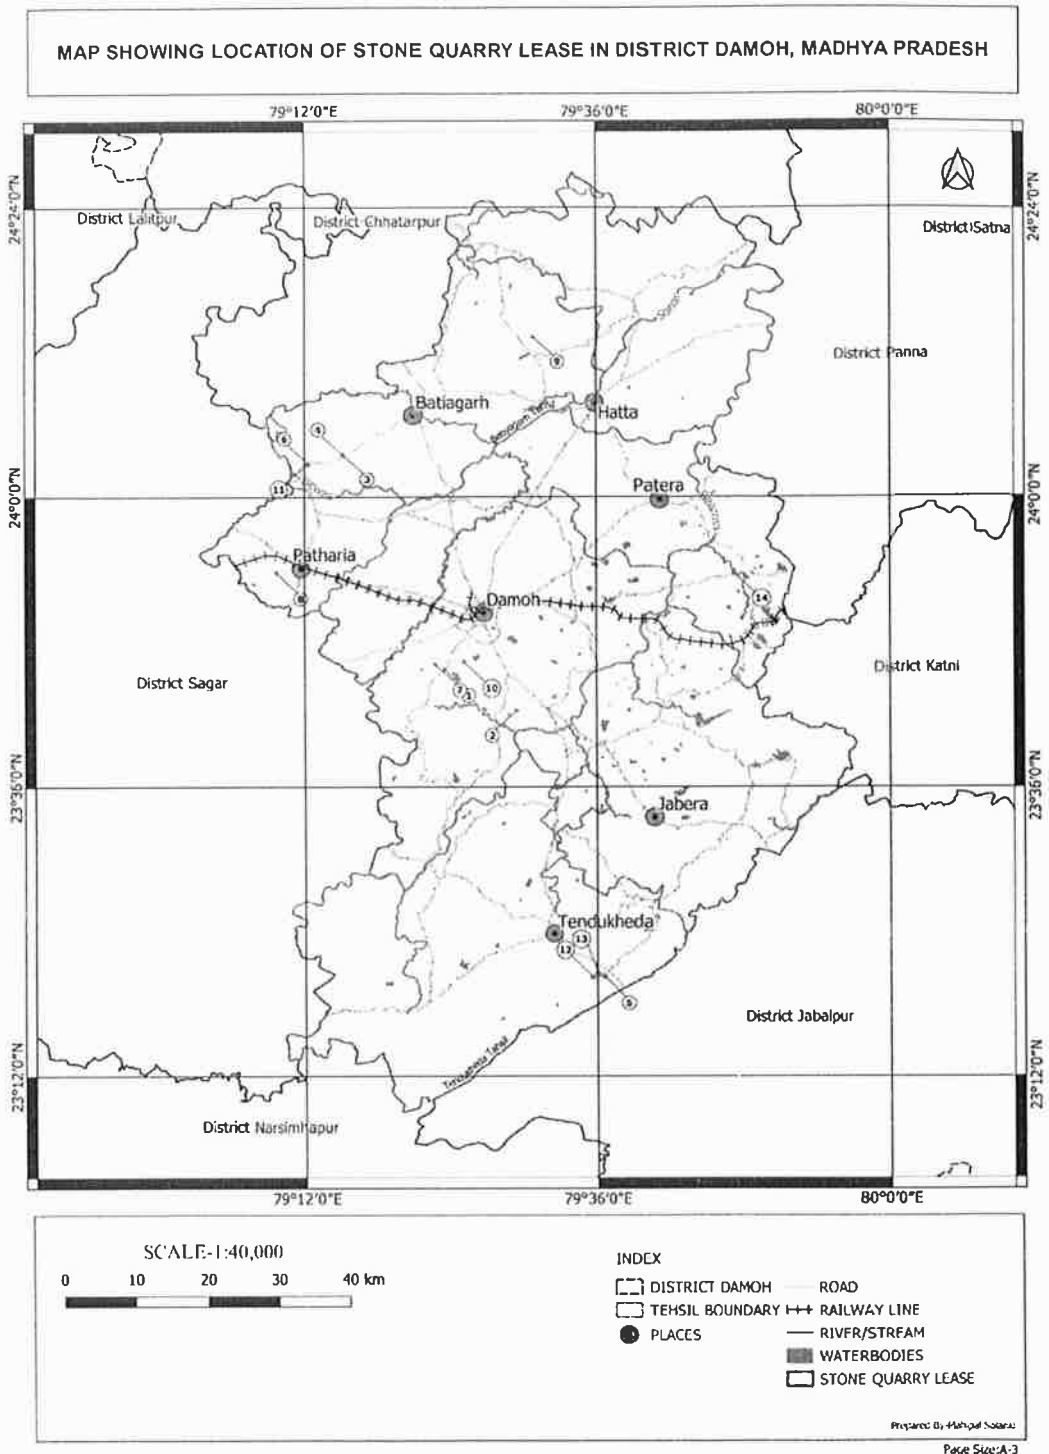 MAP SHOWING LOCATION OF STONE QUARRY LEASE IN DISTRICT DAMOH, MADHYA PRADESH
79°12'0"E
79°36'0"E
80°0'0"E
24°24'0"N
24°24'0"N
District Lalitpur
District Chhatarpur
District Satna
District Panna
9
Batiagarh
Hatta
Batiagarh Tahsil
6
4
3
11
24°0'0"N
24°0'0"N
Patera
Patharia
8
Damoh
14
District Sagar
District Katni
7
1
10
2
23°36'0"N
23°36'0"N
Jabera
Tendukheda
13
12
5
District Jabalpur
Tendukheda Tahsil
23°12'0"N
23°12'0"N
District Narsimhapur
79°12'0"E
79°36'0"E
80°0'0"E
SCALE-1:40,000
0 10 20 30 40 km
INDEX
DISTRICT DAMOH
ROAD
TEHSIL BOUNDARY
RAILWAY LINE
PLACES
RIVER/STREAM
WATERBODIES
STONE QUARRY LEASE
Prepared By
Page Size:A-3